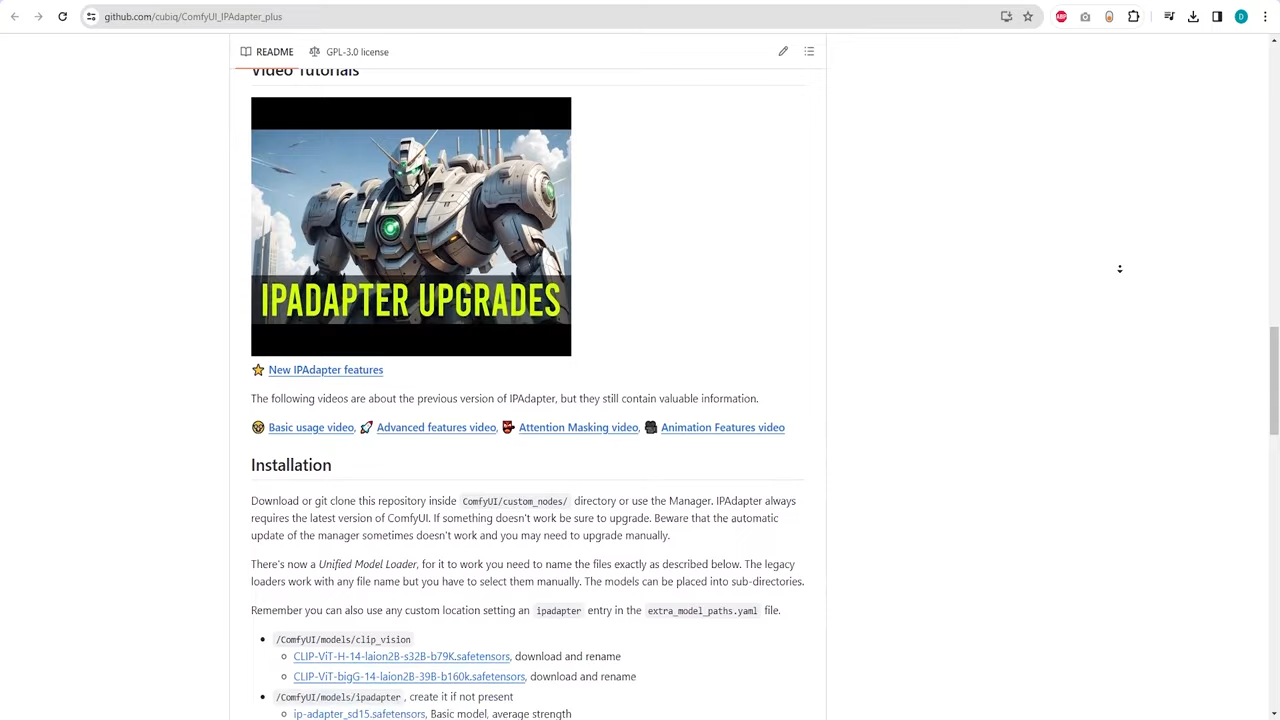 github.com/cubiq/ComfyUI_IPAdapter_plus
ABP
D
README
GPL-3.0 license
Video Tutorials
IPADAPTER UPGRADES
New IPAdapter features
The following videos are about the previous version of IPAdapter, but they still contain valuable information.
Basic usage video, Advanced features video, Attention Masking video, Animation Features video
Installation
Download or git clone this repository inside ComfyUI/custom_nodes/ directory or use the Manager. IPAdapter always
requires the latest version of ComfyUI. If something doesn't work be sure to upgrade. Beware that the automatic
update of the manager sometimes doesn't work and you may need to upgrade manually.
There's now a Unified Model Loader, for it to work you need to name the files exactly as described below. The legacy
loaders work with any file name but you have to select them manually. The models can be placed into sub-directories.
Remember you can also use any custom location setting an ipadapter entry in the extra_model_paths.yaml file.
/ComfyUI/models/clip_vision
CLIP-ViT-H-14-laion2B-s32B-b79K.safetensors, download and rename
CLIP-ViT-bigG-14-laion2B-39B-b160k.safetensors, download and rename
/ComfyUI/models/ipadapter , create it if not present
ip-adapter_sd15.safetensors, Basic model, average strength